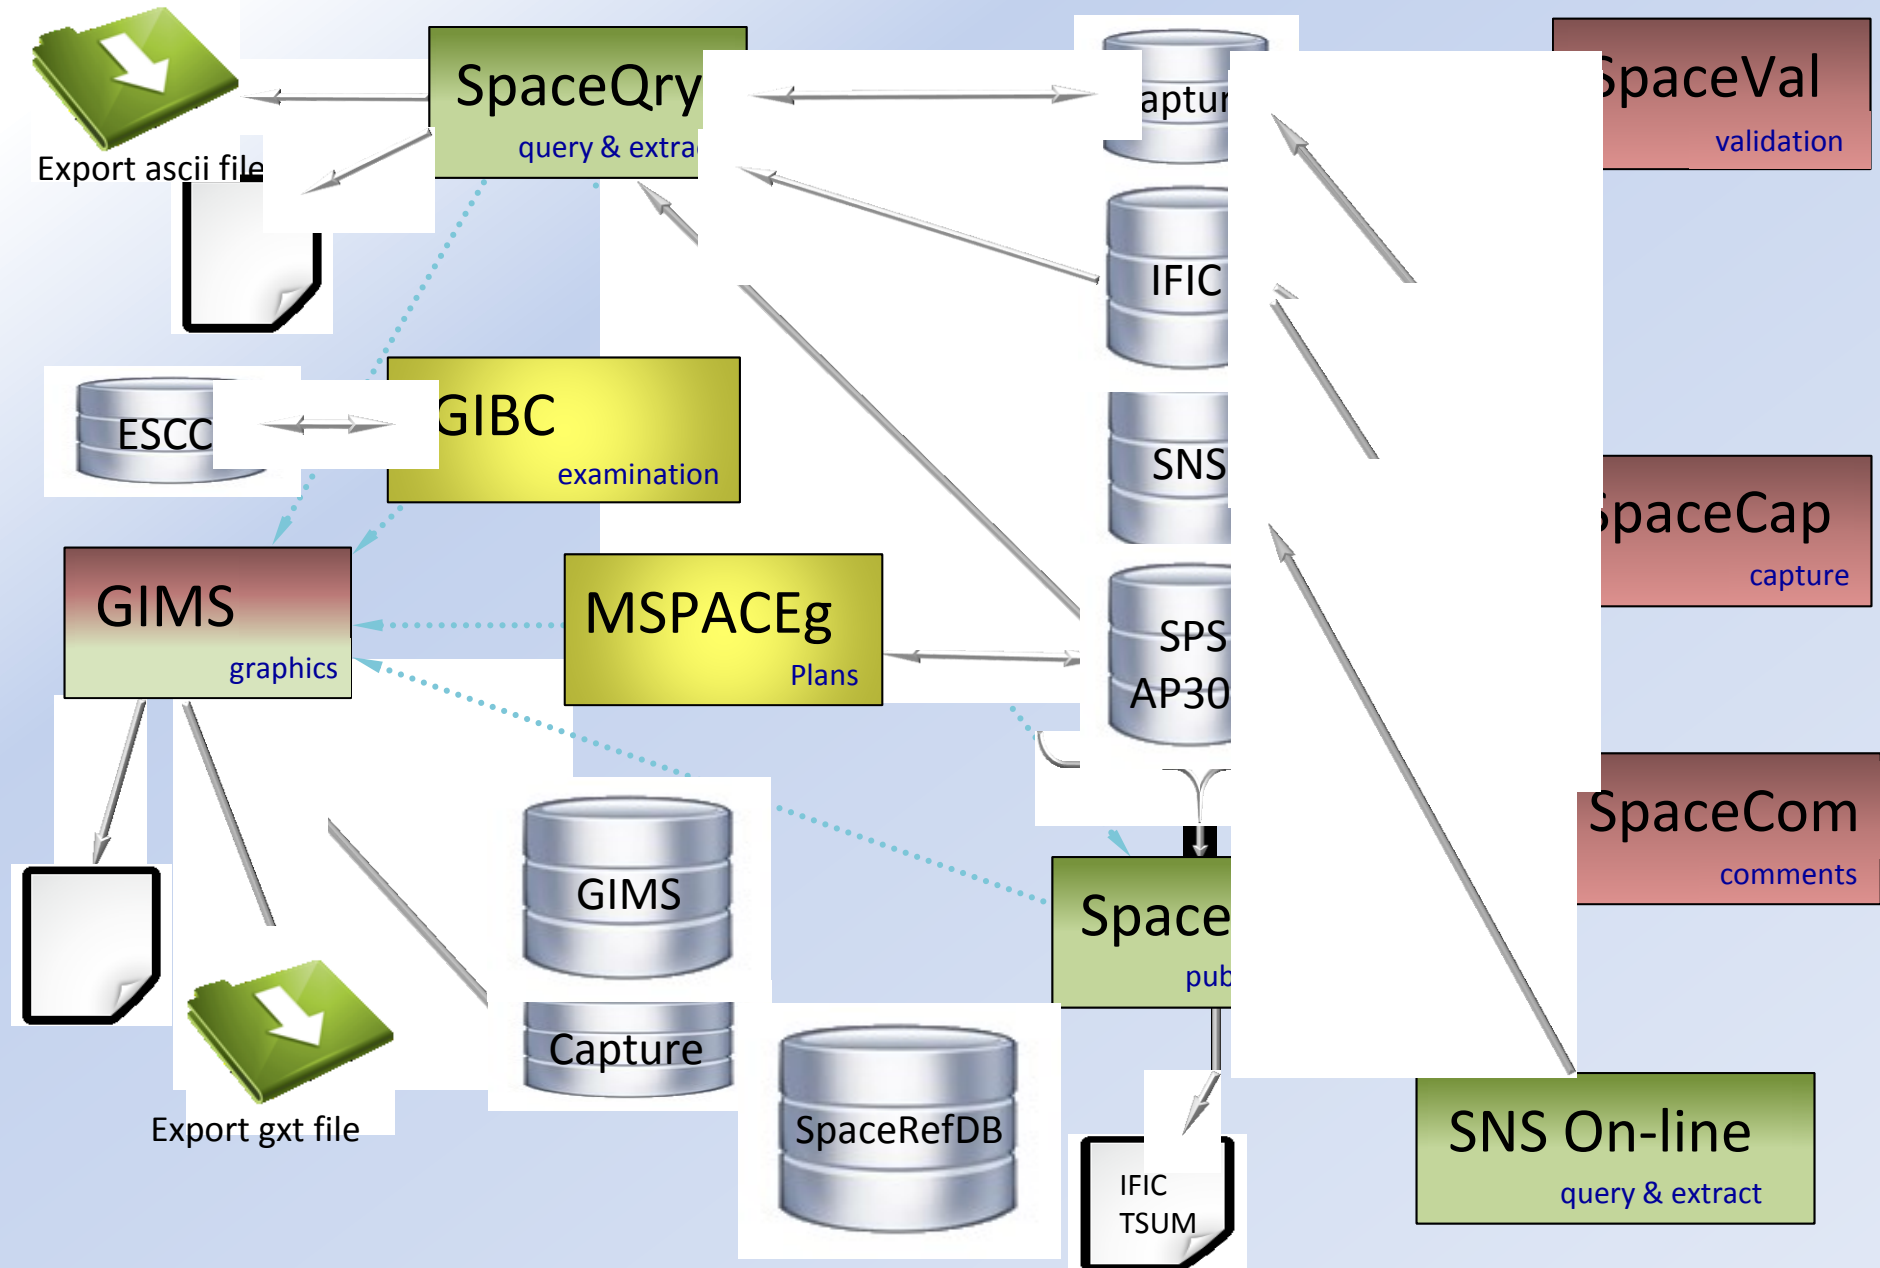 SpaceQry
query & extra
Export ascii file
apture
SpaceVal
validation
IFIC
ESCC
GIBC
examination
SNS
SpaceCap
capture
GIMS
graphics
MSPACEg
Plans
SPS
AP30
SpaceCom
comments
GIMS
Space
pub
Capture
Export gxt file
SpaceRefDB
IFIC
TSUM
SNS On-line
query & extract